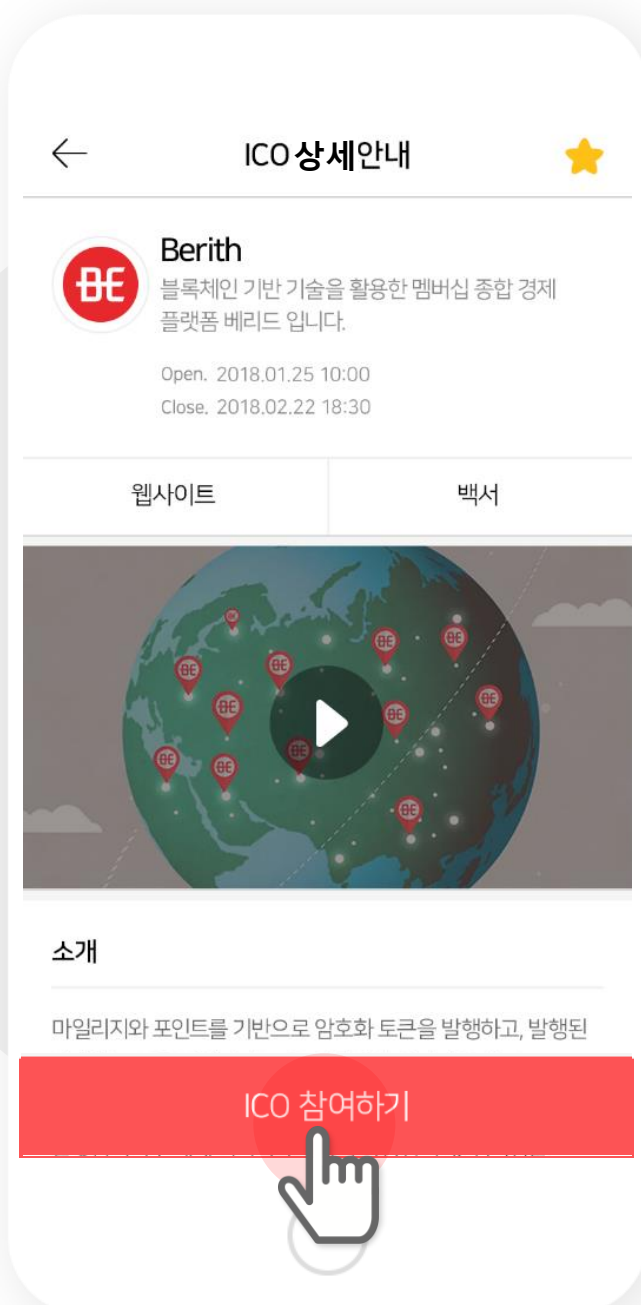 ICO 상세안내
Berith
블록체인 기반 기술을 활용한 멤버십 종합 경제
플랫폼 베리드 입니다.
Open. 2018.01.25 10:00
Close. 2018.02.22 18:30
웹사이트
백서
소개
마일리지와 포인트를 기반으로 암호화 토큰을 발행하고, 발행된
ICO 참여하기